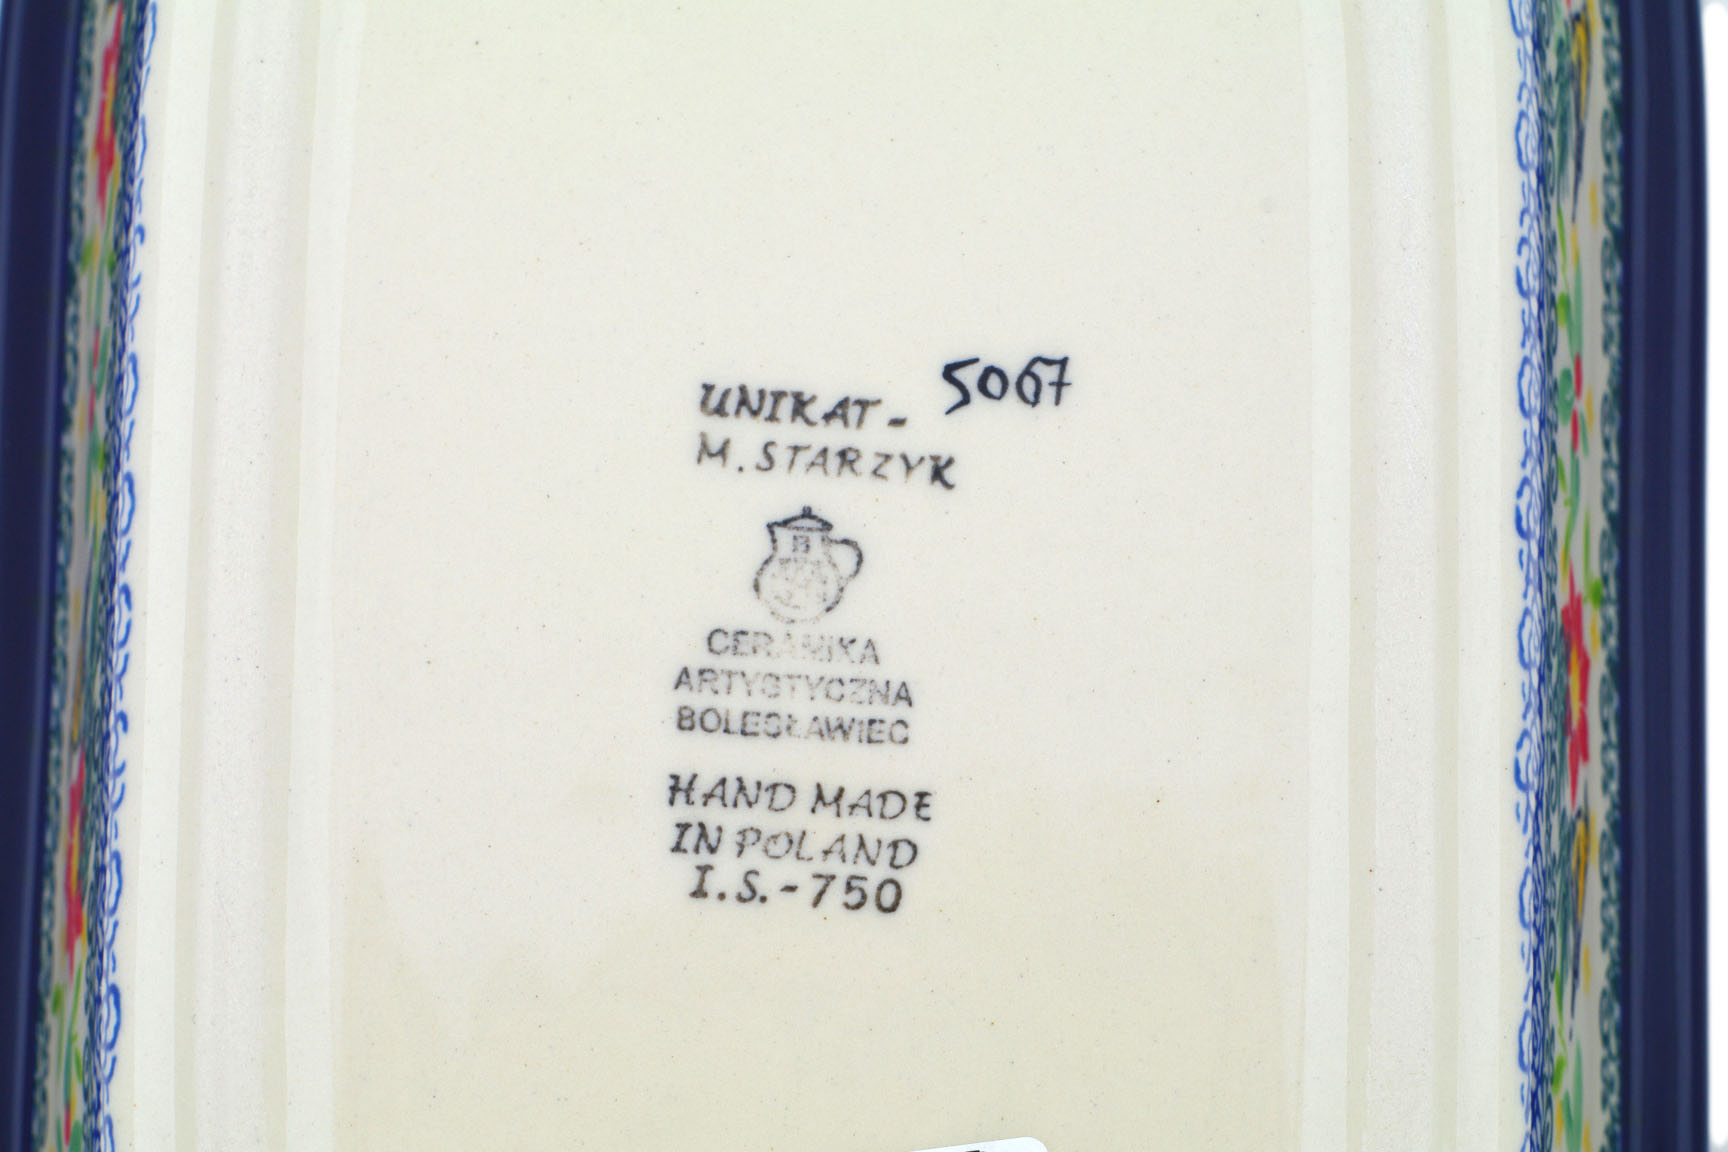 UNIKAT- 5067
M. STARZYK
B
CERAMIKA
ARTYSTYCZNA
BOLESŁAWIEC
HAND MADE
IN POLAND
I.S.-750